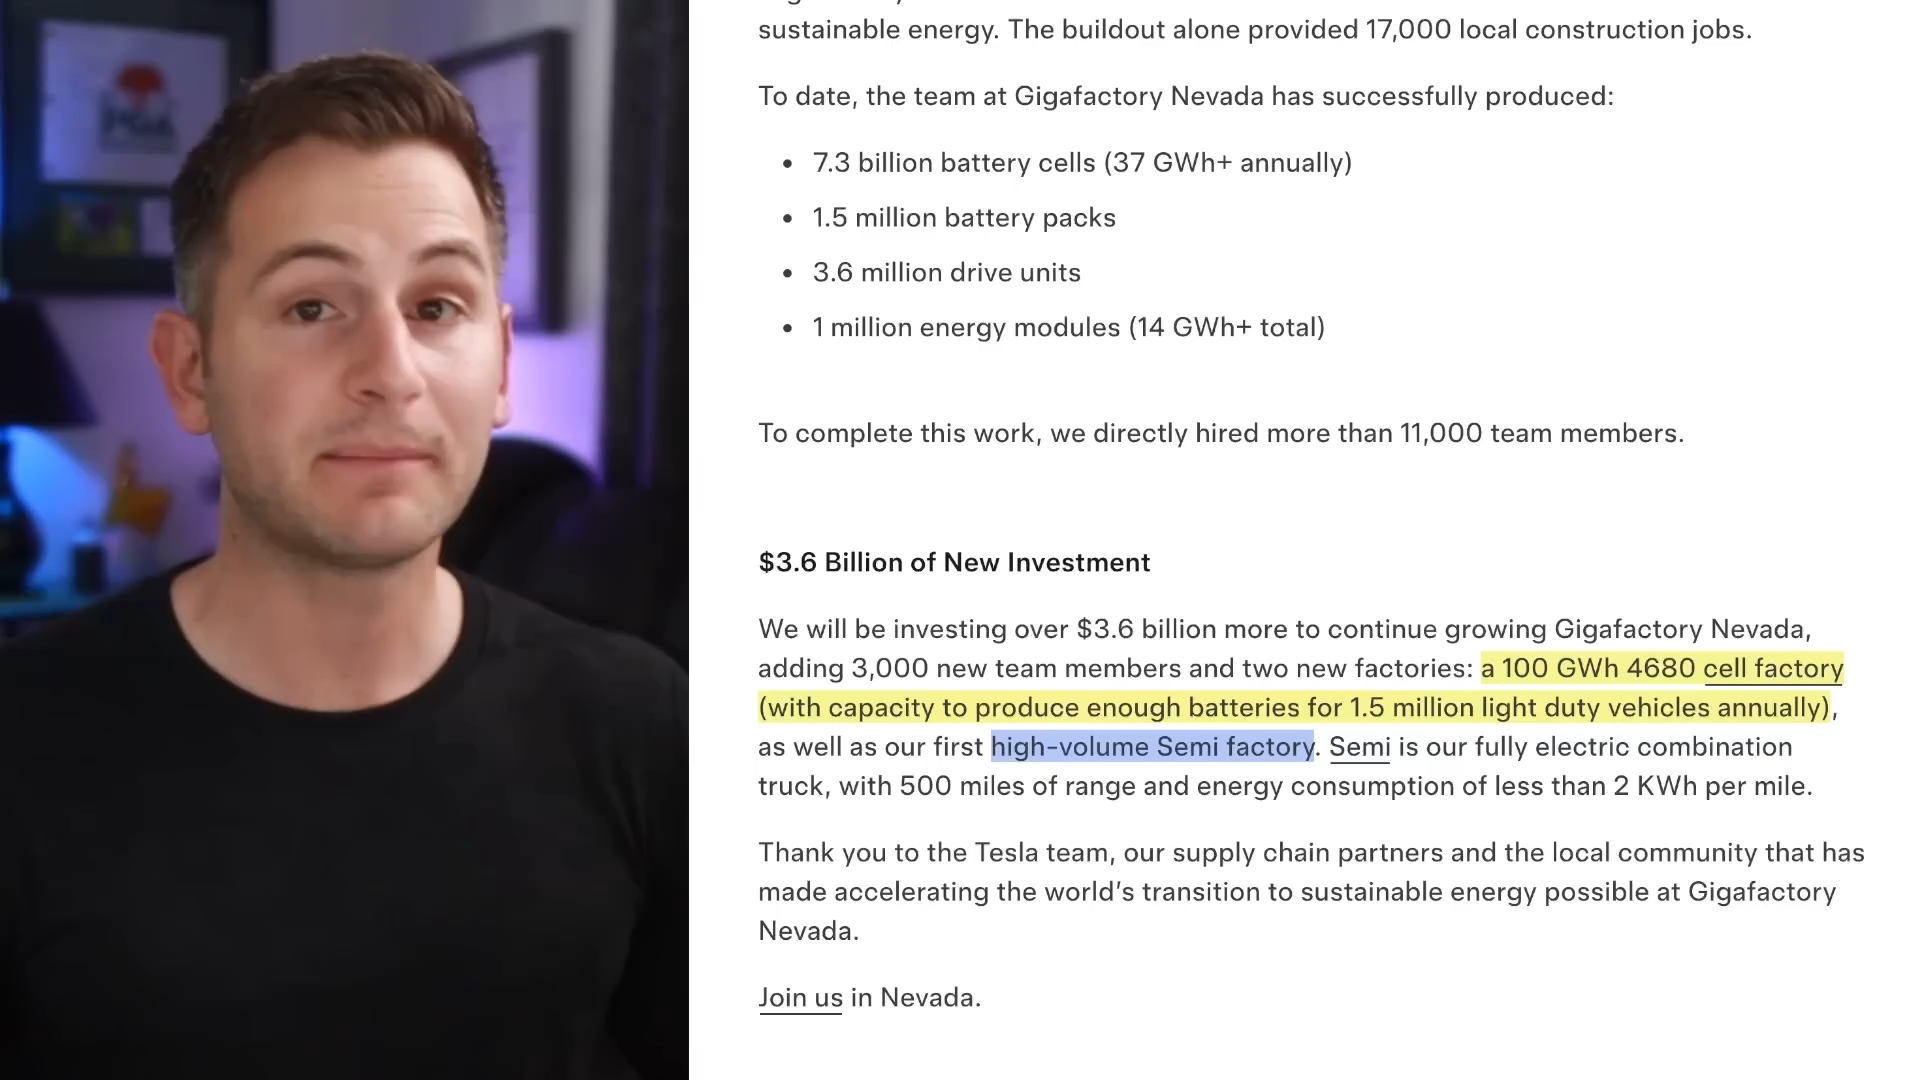 sustainable energy. The buildout alone provided 17,000 local construction jobs.
To date, the team at Gigafactory Nevada has successfully produced:
• 7.3 billion battery cells (37 GWh+ annually)
• 1.5 million battery packs
• 3.6 million drive units
• 1 million energy modules (14 GWh+ total)
To complete this work, we directly hired more than 11,000 team members.
$3.6 Billion of New Investment
We will be investing over $3.6 billion more to continue growing Gigafactory Nevada,
adding 3,000 new team members and two new factories: a 100 GWh 4680 cell factory
(with capacity to produce enough batteries for 1.5 million light duty vehicles annually),
as well as our first high-volume Semi factory. Semi is our fully electric combination
truck, with 500 miles of range and energy consumption of less than 2 KWh per mile.
Thank you to the Tesla team, our supply chain partners and the local community that has
made accelerating the world's transition to sustainable energy possible at Gigafactory
Nevada.
Join us in Nevada.